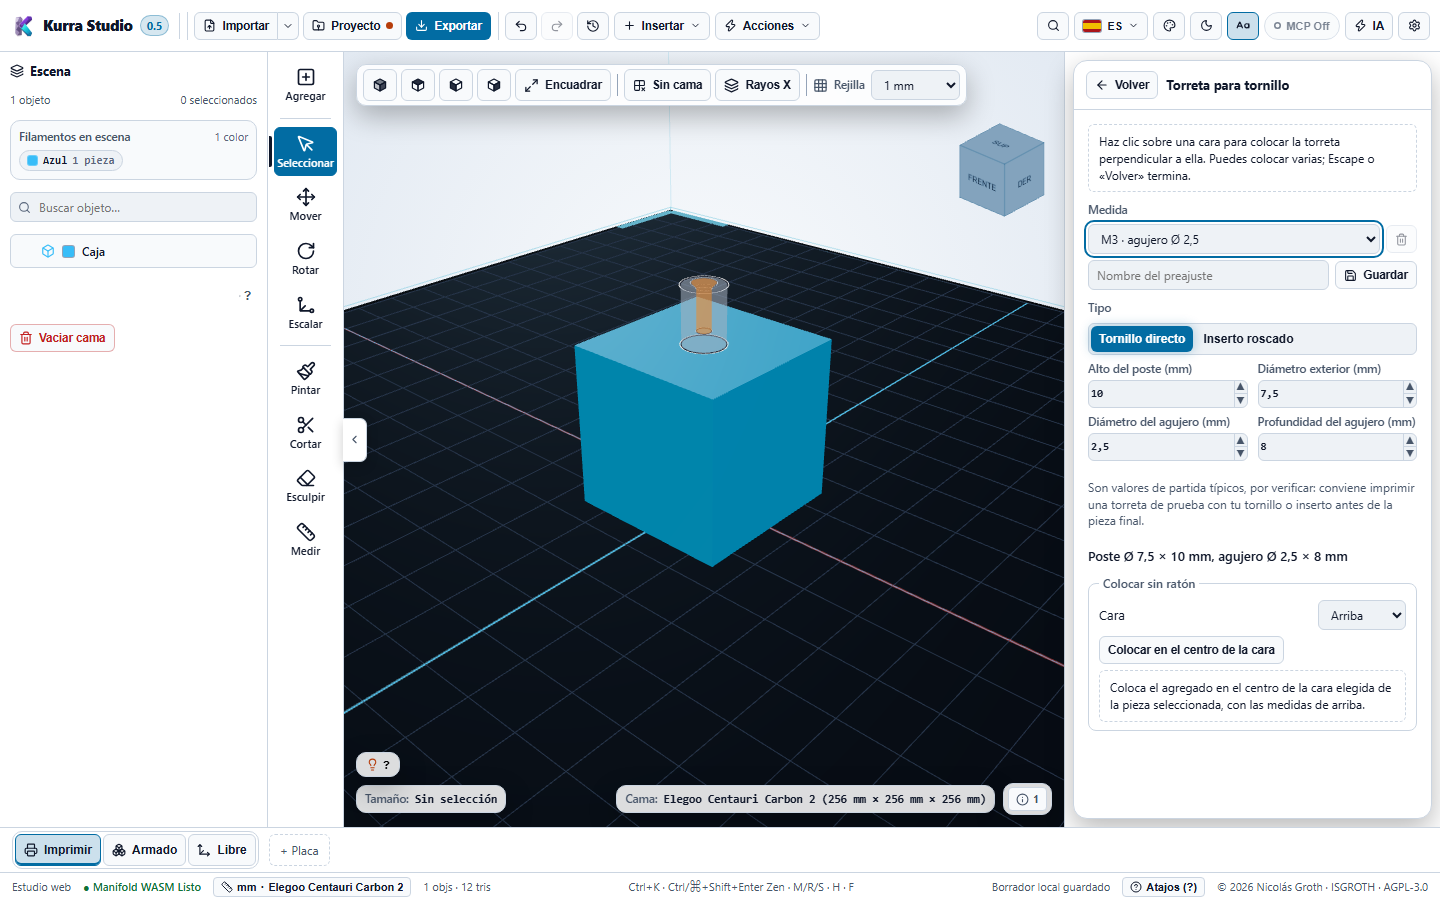 Kurra Studio 0.5
Importar
Proyecto
Exportar
Insertar
Acciones
ES
Aa
MCP Off
IA
Escena
1 objeto
0 seleccionados
Filamentos en escena
1 color
Azul 1 pieza
Buscar objeto...
Caja
?
Vaciar cama
Agregar
Seleccionar
Mover
Rotar
Escalar
Pintar
Cortar
Esculpir
Medir
Encuadrar
Sin cama
Rayos X
Rejilla
1 mm
SUP
FRENTE
DER
?
Tamaño: Sin selección
Cama: Elegoo Centauri Carbon 2 (256 mm × 256 mm × 256 mm)
1
Volver
Torreta para tornillo
Haz clic sobre una cara para colocar la torreta
perpendicular a ella. Puedes colocar varias; Escape o
«Volver» termina.
Medida
M3 · agujero Ø 2,5
Nombre del preajuste
Guardar
Tipo
Tornillo directo
Inserto roscado
Alto del poste (mm)
Diámetro exterior (mm)
10
7,5
Diámetro del agujero (mm)
Profundidad del agujero (mm)
2,5
8
Son valores de partida típicos, por verificar: conviene imprimir
una torreta de prueba con tu tornillo o inserto antes de la
pieza final.
Poste Ø 7,5 × 10 mm, agujero Ø 2,5 × 8 mm
Colocar sin ratón
Cara
Arriba
Colocar en el centro de la cara
Coloca el agregado en el centro de la cara elegida de
la pieza seleccionada, con las medidas de arriba.
Imprimir
Armado
Libre
+ Placa
Estudio web
Manifold WASM Listo
mm · Elegoo Centauri Carbon 2
1 objs · 12 tris
Ctrl+K · Ctrl/⌘+Shift+Enter Zen · M/R/S · H · F
Borrador local guardado
Atajos (?)
© 2026 Nicolás Groth · ISGROTH · AGPL-3.0